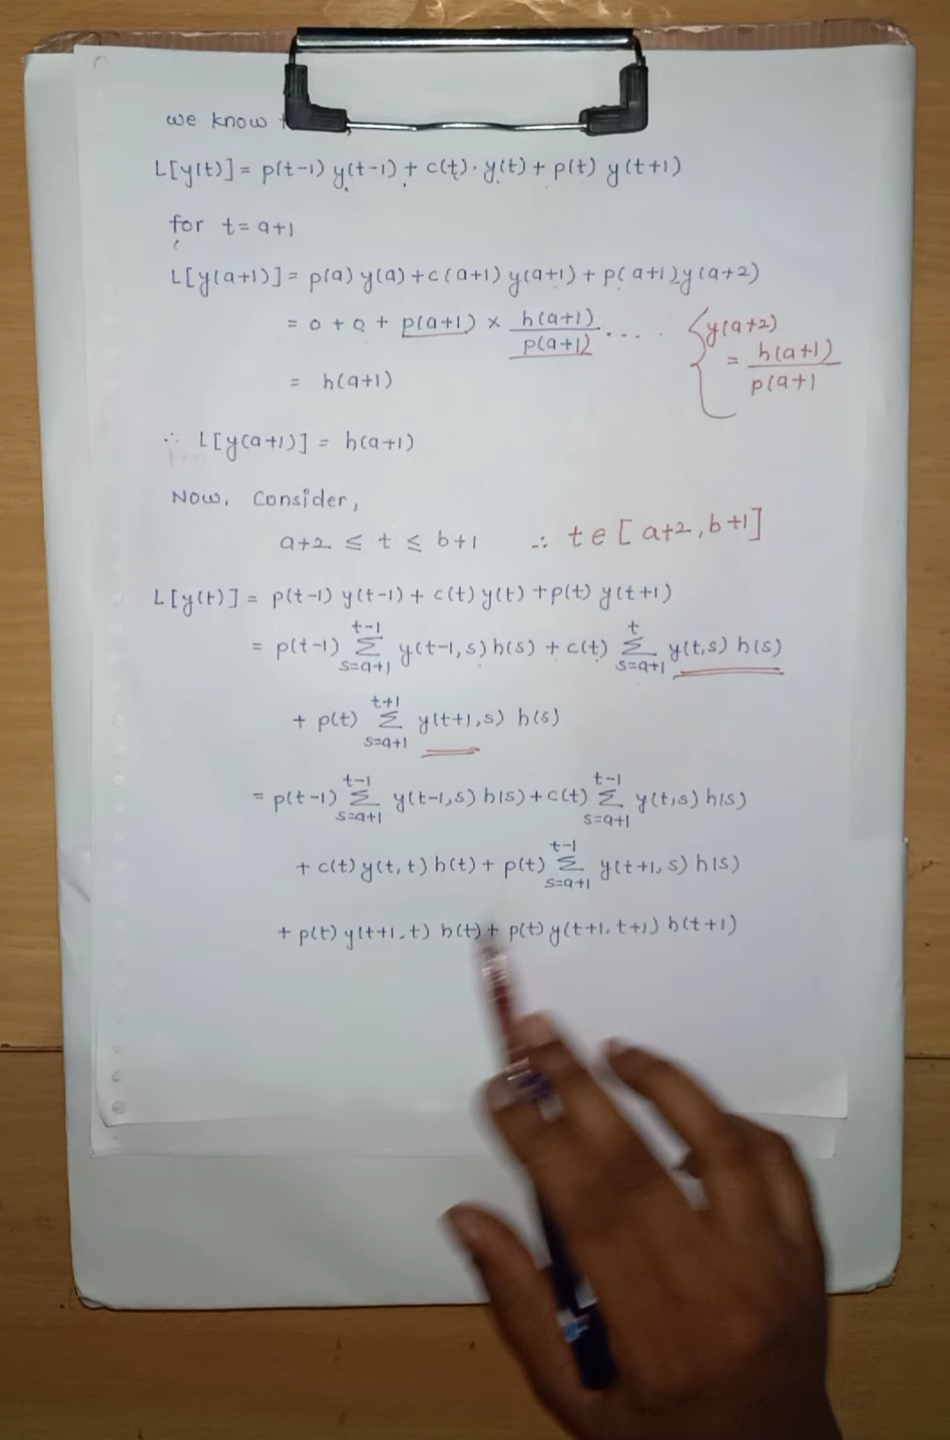 we know
L[y(t)] = p(t-1) y(t-1) + c(t)·y(t) + p(t) y(t+1)
for t = a+1
L[y(a+1)] = p(a) y(a) + c(a+1) y(a+1) + p(a+1) y(a+2)
= 0 + 0 + p(a+1) × h(a+1)/p(a+1) .... { y(a+2) = h(a+1)/p(a+1
= h(a+1)
∴ L[y(a+1)] = h(a+1)
Now, Consider,
a+2 ≤ t ≤ b+1 ∴ t∈[a+2, b+1]
L[y(t)] = p(t-1) y(t-1) + c(t) y(t) + p(t) y(t+1)
= p(t-1) Σ_{s=a+1}^{t-1} y(t-1,s) h(s) + c(t) Σ_{s=a+1}^{t} y(t,s) h(s)
+ p(t) Σ_{s=a+1}^{t+1} y(t+1,s) h(s)
= p(t-1) Σ_{s=a+1}^{t-1} y(t-1,s) h(s) + c(t) Σ_{s=a+1}^{t-1} y(t,s) h(s)
+ c(t) y(t,t) h(t) + p(t) Σ_{s=a+1}^{t-1} y(t+1,s) h(s)
+ p(t) y(t+1,t) h(t) + p(t) y(t+1,t+1) h(t+1)